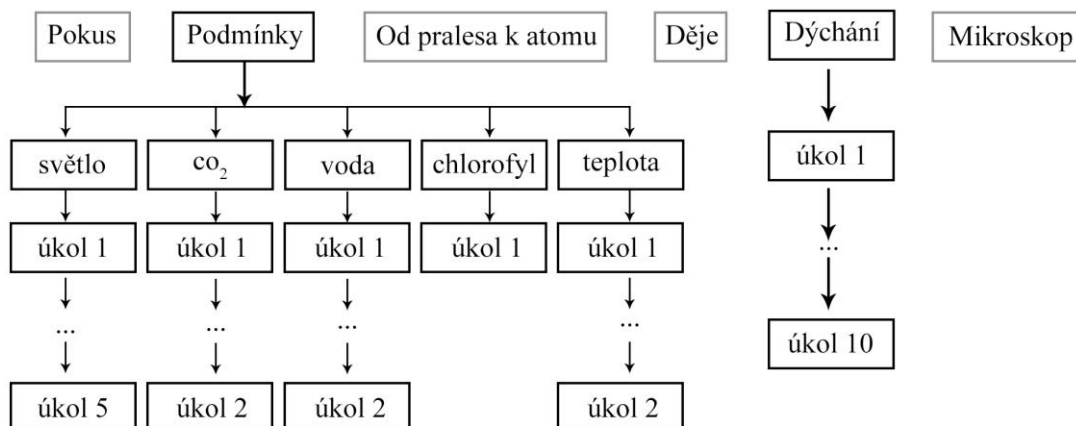 Pokus Podmínky Od pralesa k atomu Děje Dýchání Mikroskop
světlo co₂ voda chlorofyl teplota
úkol 1
úkol 1 úkol 1 úkol 1 úkol 1 úkol 1
...
... ... ... ...
úkol 10
úkol 5 úkol 2 úkol 2 úkol 2